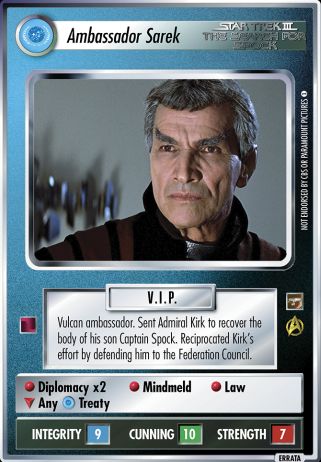 Ambassador Sarek
STAR TREK III
THE SEARCH FOR
SPOCK
NOT ENDORSED BY CBS OR PARAMOUNT PICTURES
V.I.P.
Vulcan ambassador. Sent Admiral Kirk to recover the
body of his son Captain Spock. Reciprocated Kirk's
effort by defending him to the Federation Council.
Diplomacy x2 Mindmeld Law
Any Treaty
INTEGRITY 9 CUNNING 10 STRENGTH 7
ERRATA